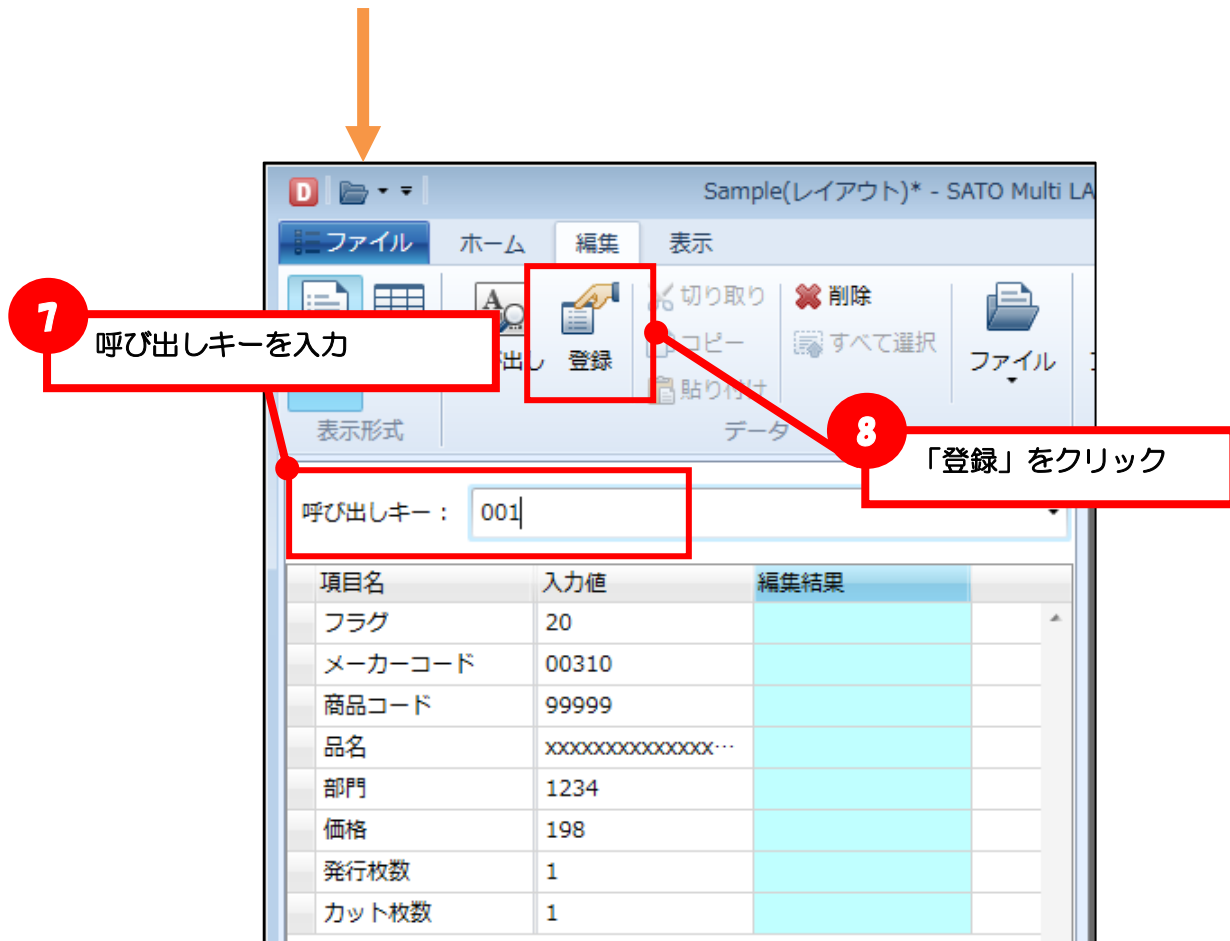 D
Sample(レイアウト)* - SATO Multi LA
ファイル ホーム 編集 表示
切り取り 削除
7 呼び出しキーを入力
出し 登録 コピー すべて選択 ファイル
貼り付け
表示形式 データ
8 「登録」をクリック
呼び出しキー： 001
項目名 入力値 編集結果
フラグ 20
メーカーコード 00310
商品コード 99999
品名 xxxxxxxxxxxxxx…
部門 1234
価格 198
発行枚数 1
カット枚数 1